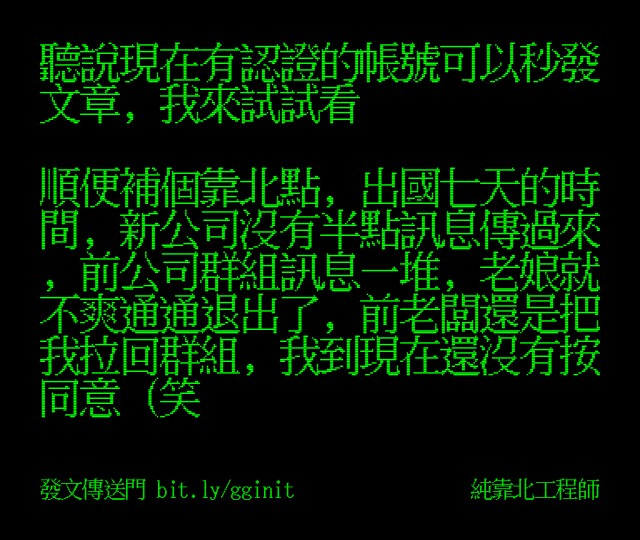 聽說現在有認證的帳號可以秒發
文章, 我來試試看
順便補個靠北點, 出國七天的時
間, 新公司沒有半點訊息傳過來
, 前公司群組訊息一堆, 老娘就
不爽通通退出了, 前老闆還是把
我拉回群組, 我到現在還沒有按
同意 (笑
發文傳送門 bit.ly/gginit
純靠北工程師